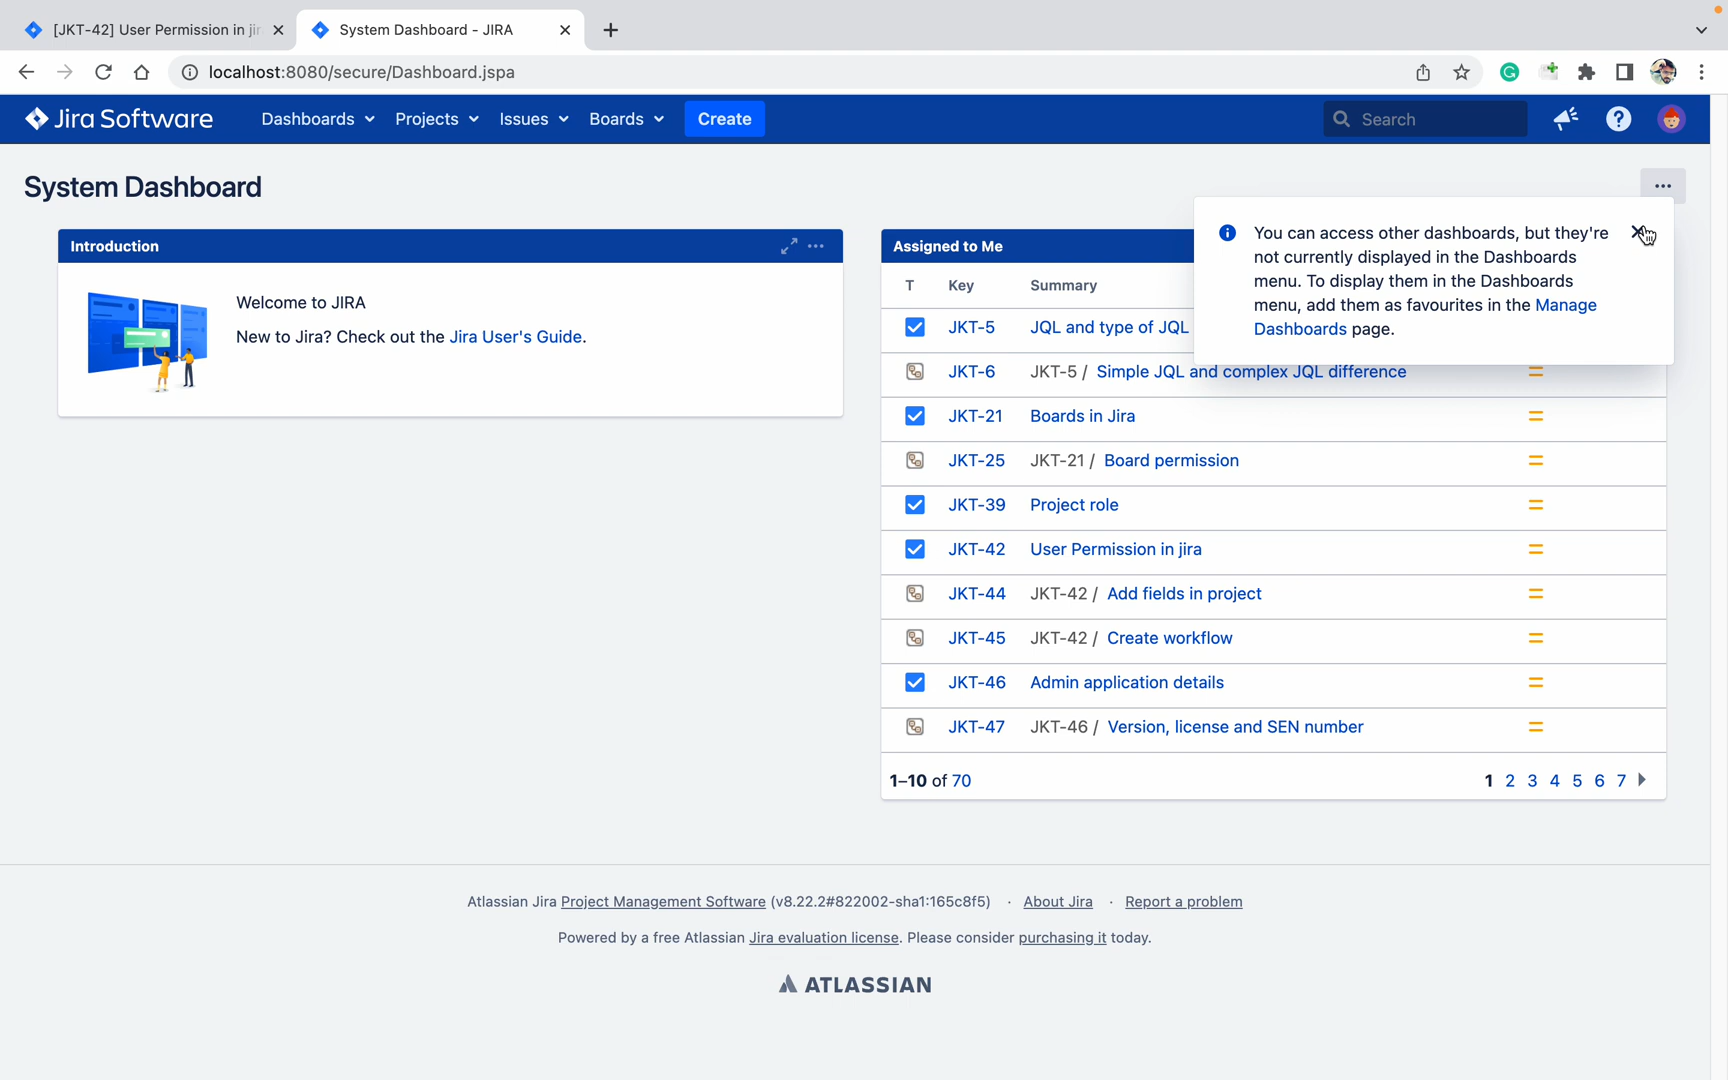 [JKT-42] User Permission in jir
System Dashboard - JIRA
localhost:8080/secure/Dashboard.jspa
Jira Software
Dashboards
Projects
Issues
Boards
Create
Search
System Dashboard
Introduction
Welcome to JIRA
New to Jira? Check out the Jira User's Guide.
Assigned to Me
T Key Summary
JKT-5 JQL and type of JQL
JKT-6 JKT-5 / Simple JQL and complex JQL difference
JKT-21 Boards in Jira
JKT-25 JKT-21 / Board permission
JKT-39 Project role
JKT-42 User Permission in jira
JKT-44 JKT-42 / Add fields in project
JKT-45 JKT-42 / Create workflow
JKT-46 Admin application details
JKT-47 JKT-46 / Version, license and SEN number
1–10 of 70
1 2 3 4 5 6 7
You can access other dashboards, but they're
not currently displayed in the Dashboards
menu. To display them in the Dashboards
menu, add them as favourites in the Manage
Dashboards page.
Atlassian Jira Project Management Software (v8.22.2#822002-sha1:165c8f5) · About Jira · Report a problem
Powered by a free Atlassian Jira evaluation license. Please consider purchasing it today.
ATLASSIAN